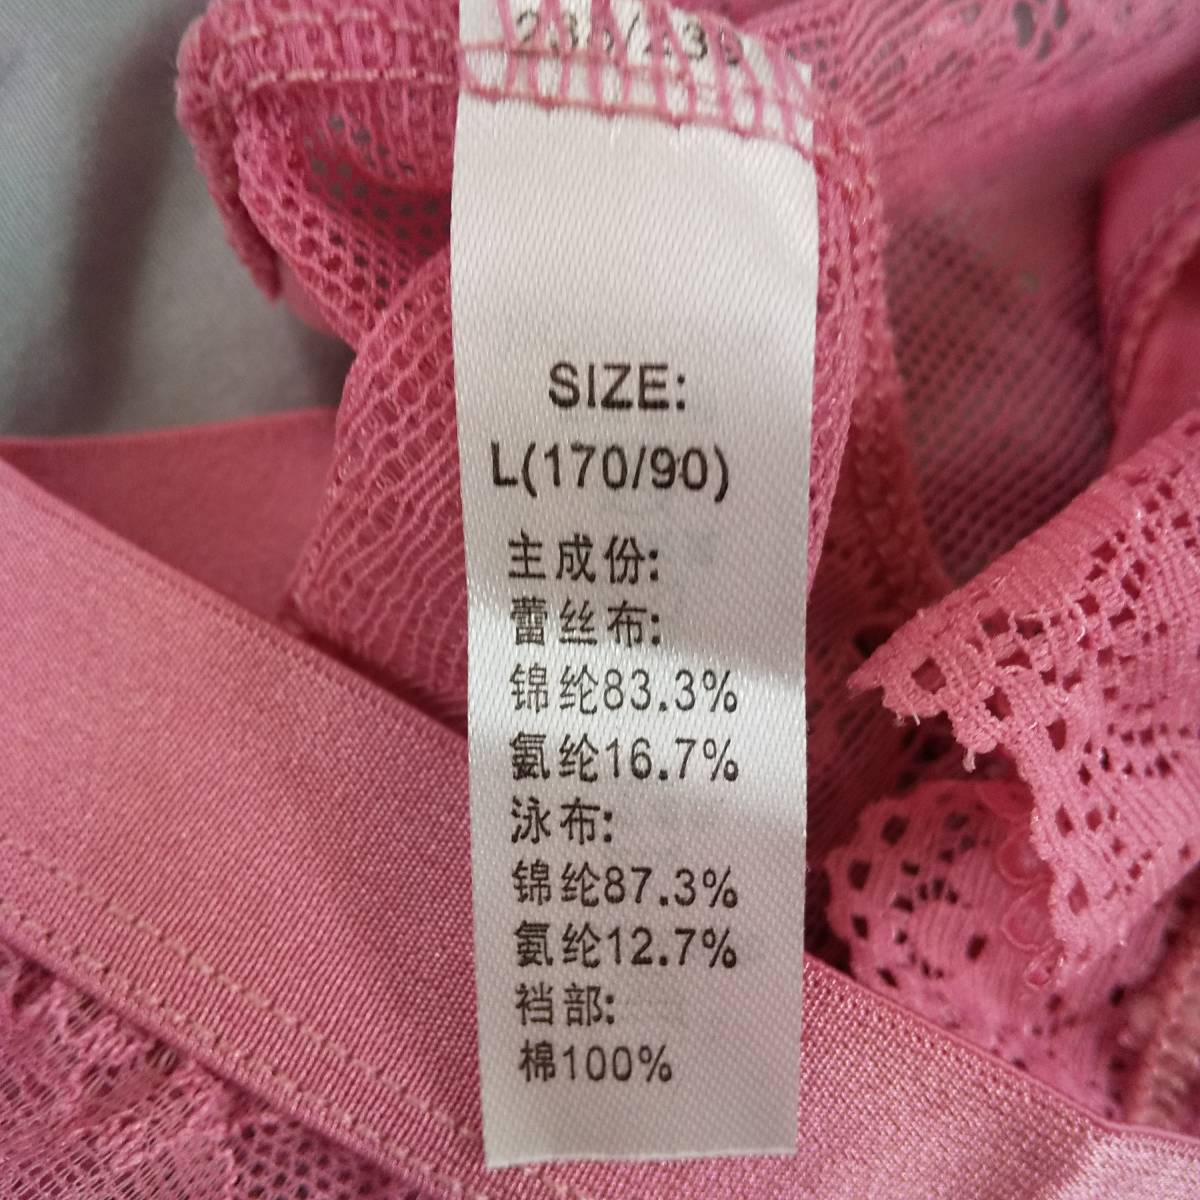 SIZE:
L(170/90)
主成份:
蕾丝布:
锦纶83.3%
氨纶16.7%
泳布:
锦纶87.3%
氨纶12.7%
裆部:
棉100%